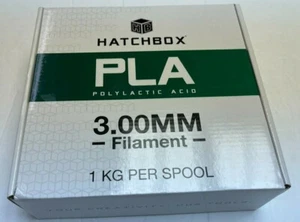 HATCHBOX
PLA
POLYLACTIC ACID
3.00MM
Filament
1 KG PER SPOOL